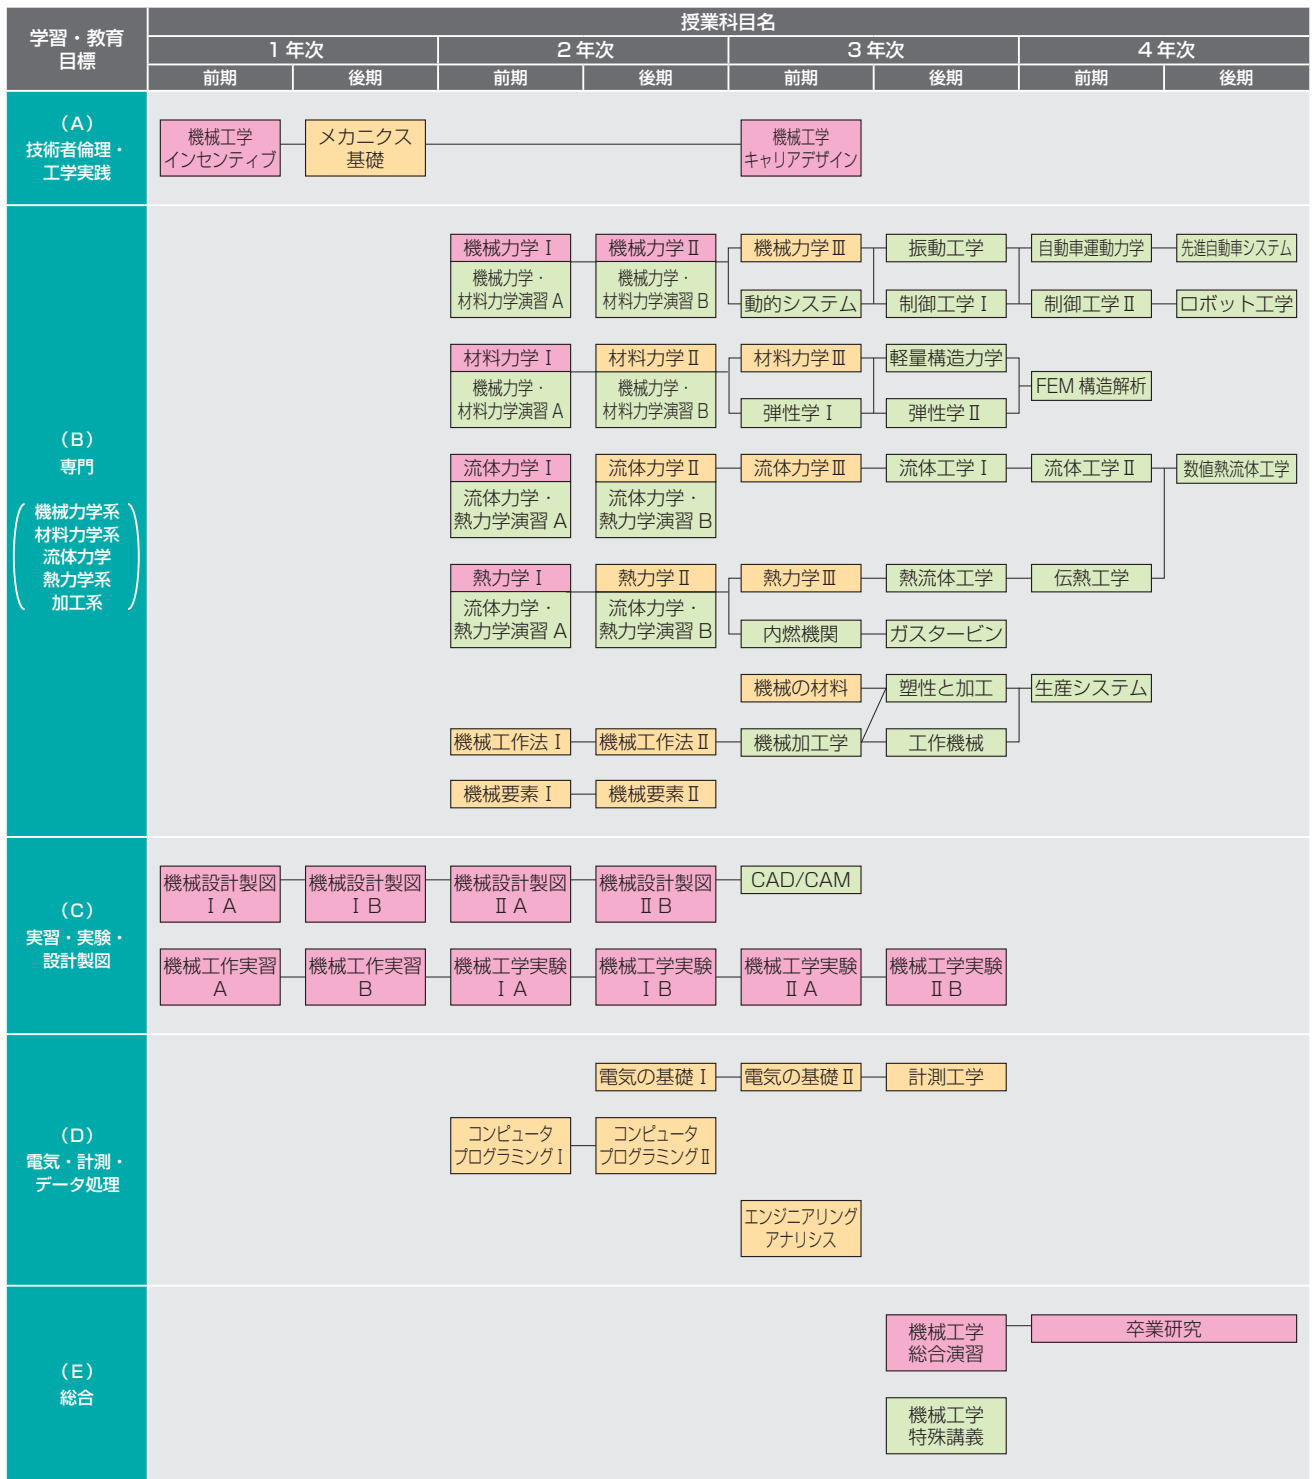 学習・教育
目標
授業科目名
1年次
2年次
3年次
4年次
前期
後期
前期
後期
前期
後期
前期
後期
(A)
技術者倫理・
工学実践
機械工学
インセンティブ
メカニクス
基礎
機械工学
キャリアデザイン
(B)
専門
機械力学系
材料力学系
流体力学
熱力学系
加工系
機械力学Ⅰ
機械力学・
材料力学演習A
機械力学Ⅱ
機械力学・
材料力学演習B
機械力学Ⅲ
振動工学
自動車運動力学
先進自動車システム
動的システム
制御工学Ⅰ
制御工学Ⅱ
ロボット工学
材料力学Ⅰ
機械力学・
材料力学演習A
材料力学Ⅱ
機械力学・
材料力学演習B
材料力学Ⅲ
軽量構造力学
FEM構造解析
弾性学Ⅰ
弾性学Ⅱ
流体力学Ⅰ
流体力学・
熱力学演習A
流体力学Ⅱ
流体力学・
熱力学演習B
流体力学Ⅲ
流体工学Ⅰ
流体工学Ⅱ
数値熱流体工学
熱力学Ⅰ
流体力学・
熱力学演習A
熱力学Ⅱ
流体力学・
熱力学演習B
熱力学Ⅲ
熱流体工学
伝熱工学
内燃機関
ガスタービン
機械の材料
塑性と加工
生産システム
機械工作法Ⅰ
機械工作法Ⅱ
機械加工学
工作機械
機械要素Ⅰ
機械要素Ⅱ
(C)
実習・実験・
設計製図
機械設計製図
ⅠA
機械設計製図
ⅠB
機械設計製図
ⅡA
機械設計製図
ⅡB
CAD/CAM
機械工作実習
A
機械工作実習
B
機械工学実験
ⅠA
機械工学実験
ⅠB
機械工学実験
ⅡA
機械工学実験
ⅡB
(D)
電気・計測・
データ処理
電気の基礎Ⅰ
電気の基礎Ⅱ
計測工学
コンピュータ
プログラミングⅠ
コンピュータ
プログラミングⅡ
エンジニアリング
アナリシス
(E)
総合
機械工学
総合演習
卒業研究
機械工学
特殊講義